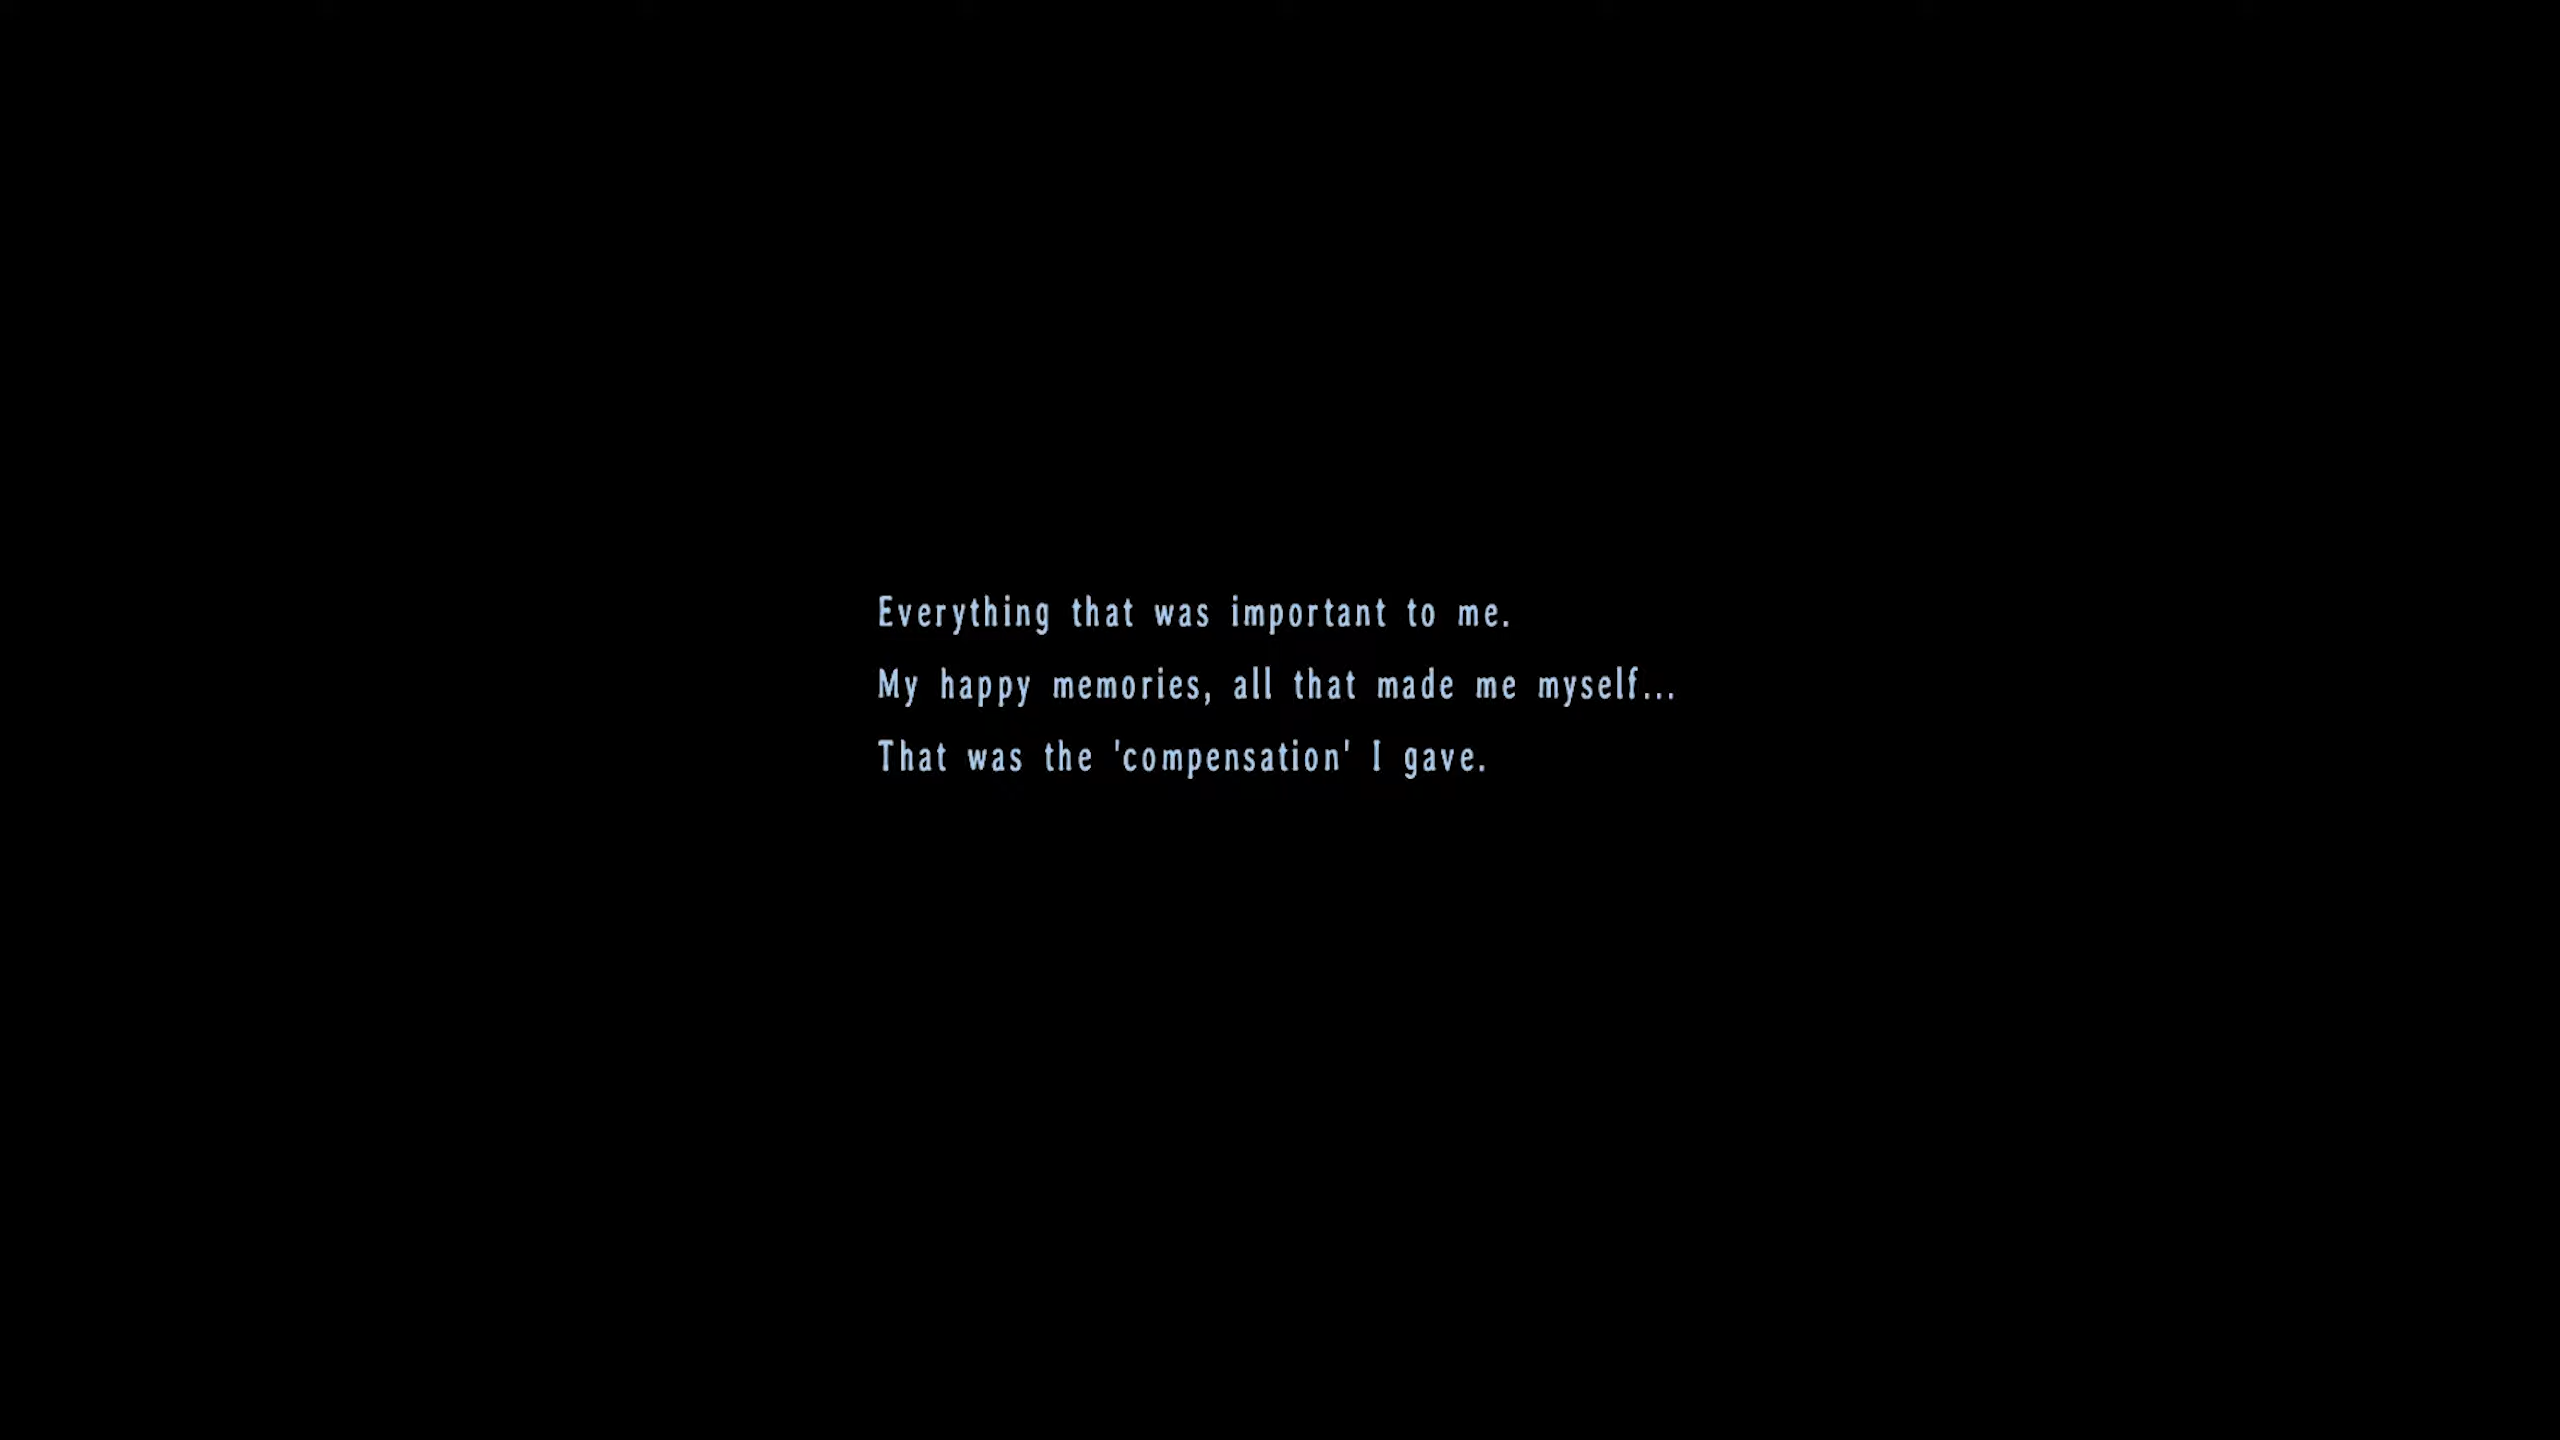 Everything that was important to me.
My happy memories, all that made me myself...
That was the 'compensation' I gave.